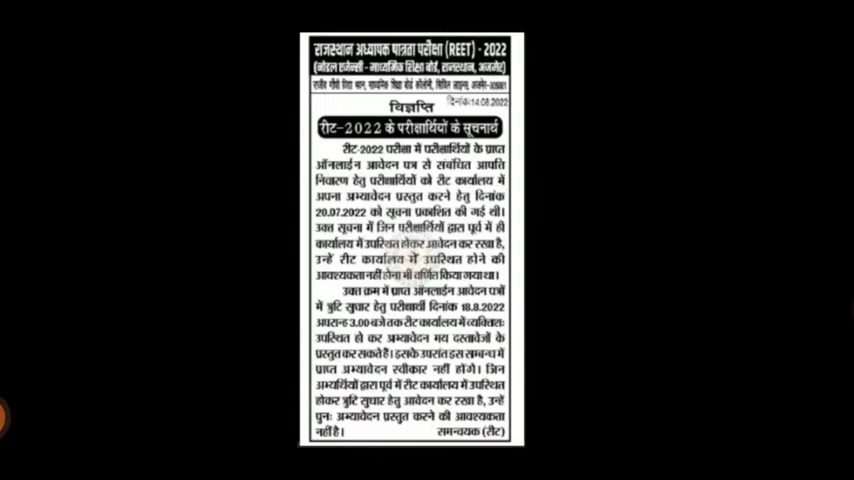 राजस्थान अध्यापक पात्रता परीक्षा (REET) - 2022
(नोडल एजेन्सी - माध्यमिक शिक्षा बोर्ड, राजस्थान, अजमेर)
राजीव गाँधी विद्या भवन, माध्यमिक शिक्षा बोर्ड कॉलोनी, सिविल लाइन्स, अजमेर-305001
दिनांक:14.08.2022
विज्ञप्ति
रीट-2022 के परीक्षार्थियों के सूचनार्थ
रीट-2022 परीक्षा में परीक्षार्थियों के प्राप्त
ऑनलाईन आवेदन पत्र से संबंधित आपति
निवारण हेतु परीक्षार्थियों को रीट कार्यालय में
अपना अभ्यावेदन प्रस्तुत करने हेतु दिनांक
20.07.2022 को सूचना प्रकाशित की गई थी।
उक्त सूचना में जिन परीक्षार्थियों द्वारा पूर्व में ही
कार्यालय में उपस्थित होकर आवेदन कर रखा है,
उन्हें रीट कार्यालय में उपस्थित होने की
आवश्यकता नहीं होना भी वर्णित किया गया था।
उक्त क्रम में प्राप्त ऑनलाईन आवेदन पत्रों
में त्रुटि सुधार हेतु परीक्षार्थी दिनांक 18.8.2022
अपरान्ह 3.00 बजे तक रीट कार्यालय में व्यक्तिशः
उपस्थित हो कर अभ्यावेदन मय दस्तावेजों के
प्रस्तुत कर सकते हैं। इसके उपरांत इस सम्बन्ध में
प्राप्त अभ्यावेदन स्वीकार नहीं होंगे। जिन
अभ्यर्थियों द्वारा पूर्व में रीट कार्यालय में उपस्थित
होकर त्रुटि सुधार हेतु आवेदन कर रखा है, उन्हें
पुनः अभ्यावेदन प्रस्तुत करने की आवश्यकता
नहीं है। समन्वयक (रीट)